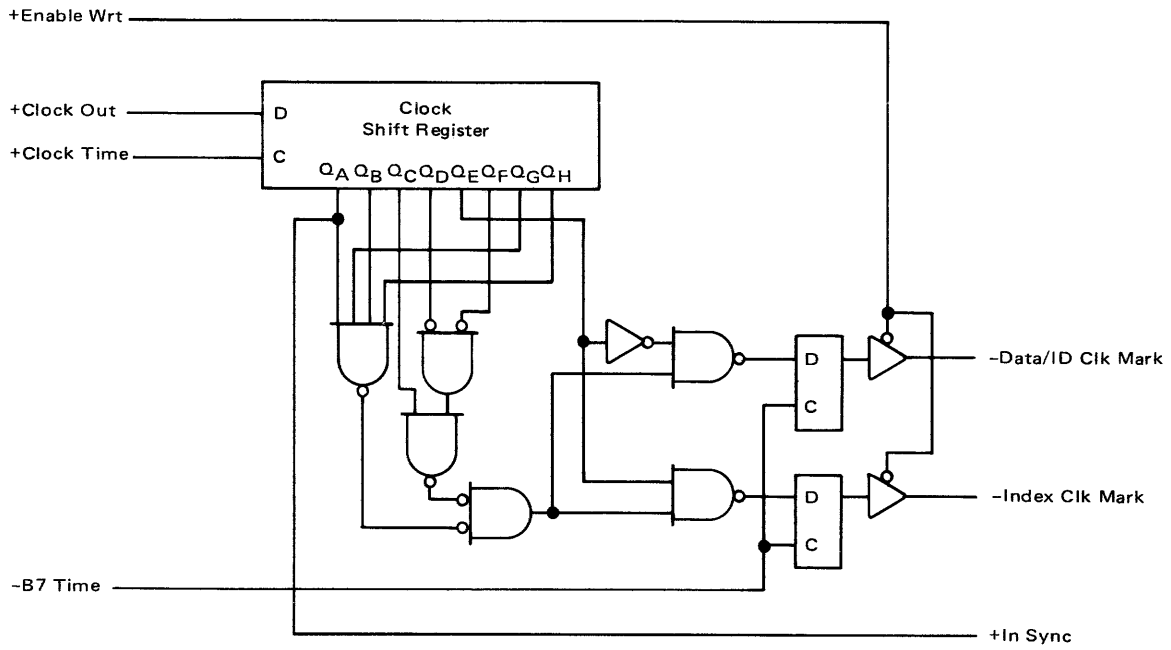 +Enable Wrt
Clock
Shift Register
+Clock Out
D
+Clock Time
C
QA QB QC QD QE QF QG QH
D
C
−Data/ID Clk Mark
D
C
−Index Clk Mark
−B7 Time
+In Sync